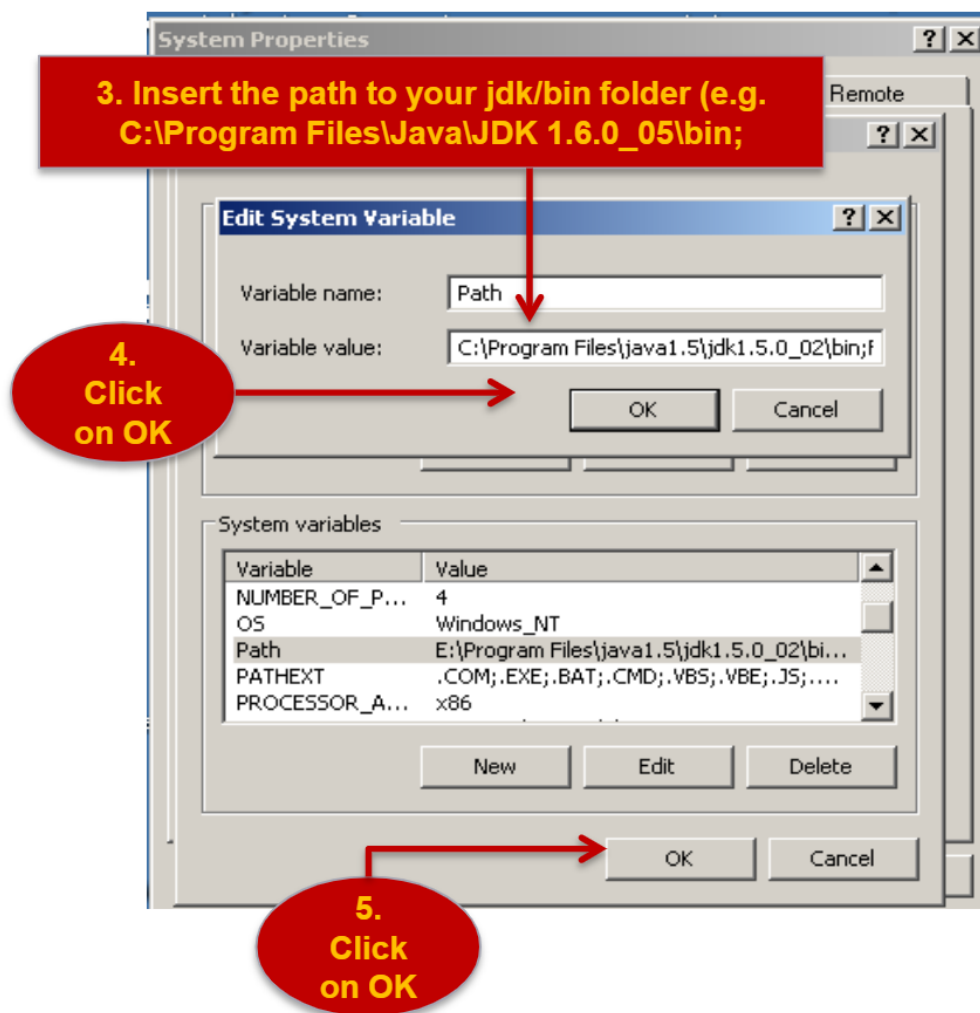 System Properties
3. Insert the path to your jdk/bin folder (e.g.
C:\Program Files\Java\JDK 1.6.0_05\bin;
Remote
Edit System Variable
Variable name:
Path
Variable value:
C:\Program Files\java1.5\jdk1.5.0_02\bin;
OK
Cancel
4.
Click
on OK
System variables
Variable
Value
NUMBER_OF_P...
4
OS
Windows_NT
Path
E:\Program Files\java1.5\jdk1.5.0_02\bi...
PATHEXT
.COM;.EXE;.BAT;.CMD;.VBS;.VBE;.JS;....
PROCESSOR_A...
x86
New
Edit
Delete
OK
Cancel
5.
Click
on OK